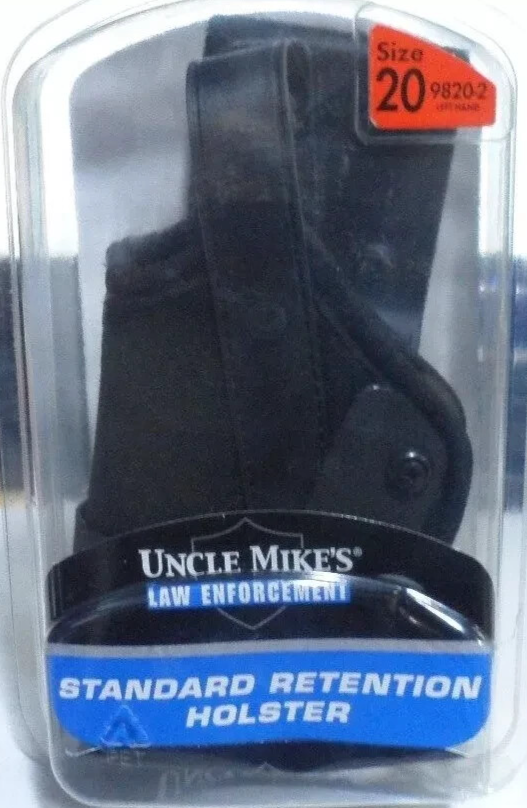 Size
20 9820-2
LEFT HAND
UNCLE MIKE'S®
LAW ENFORCEMENT
STANDARD RETENTION
HOLSTER
PET